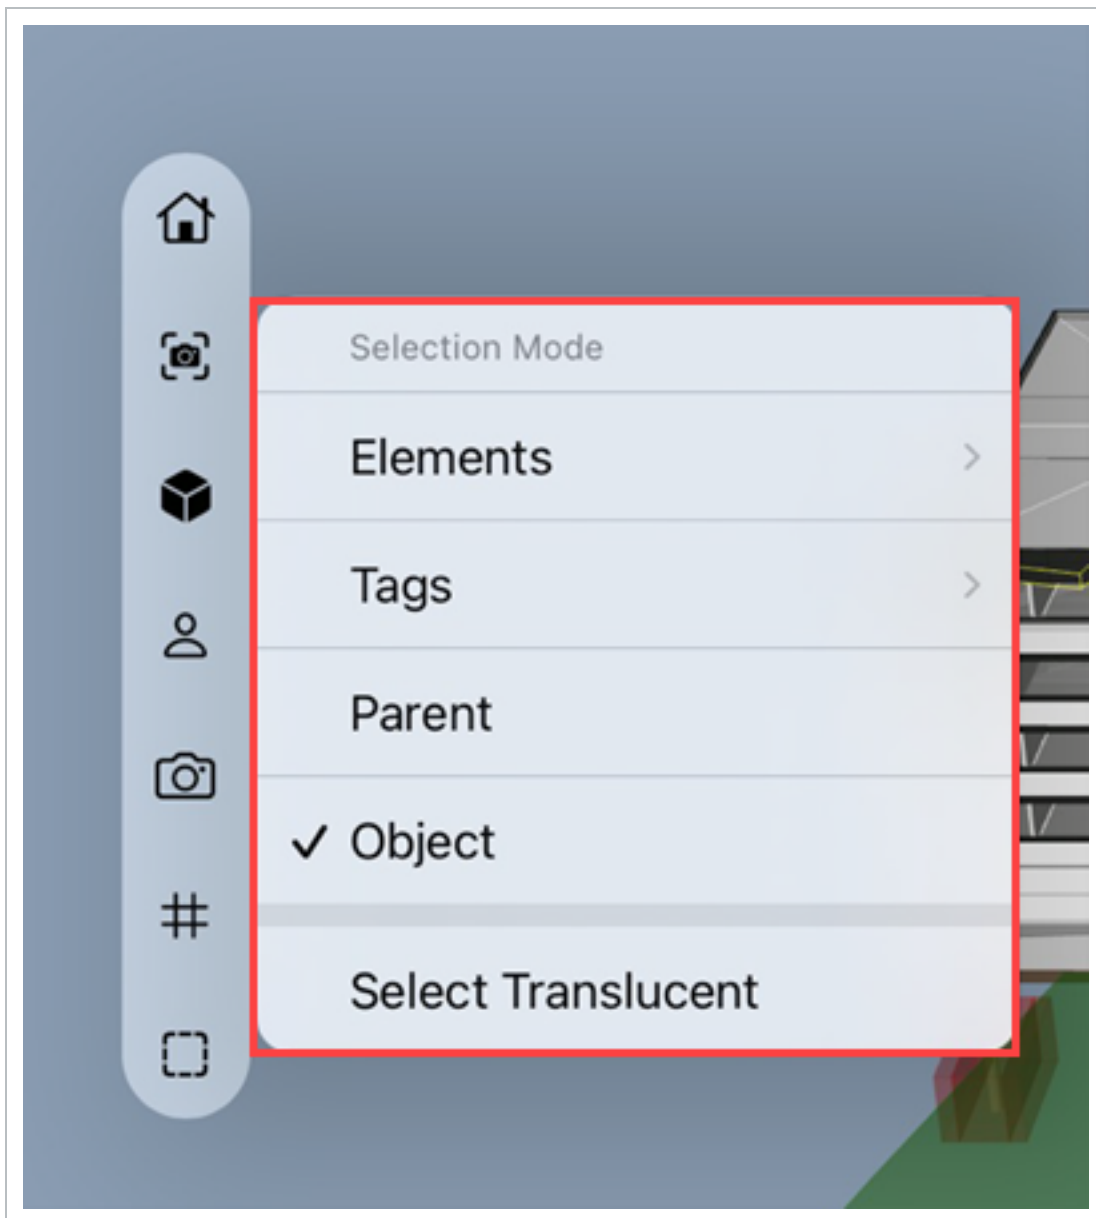 Selection Mode
Elements
Tags
Parent
Object
Select Translucent